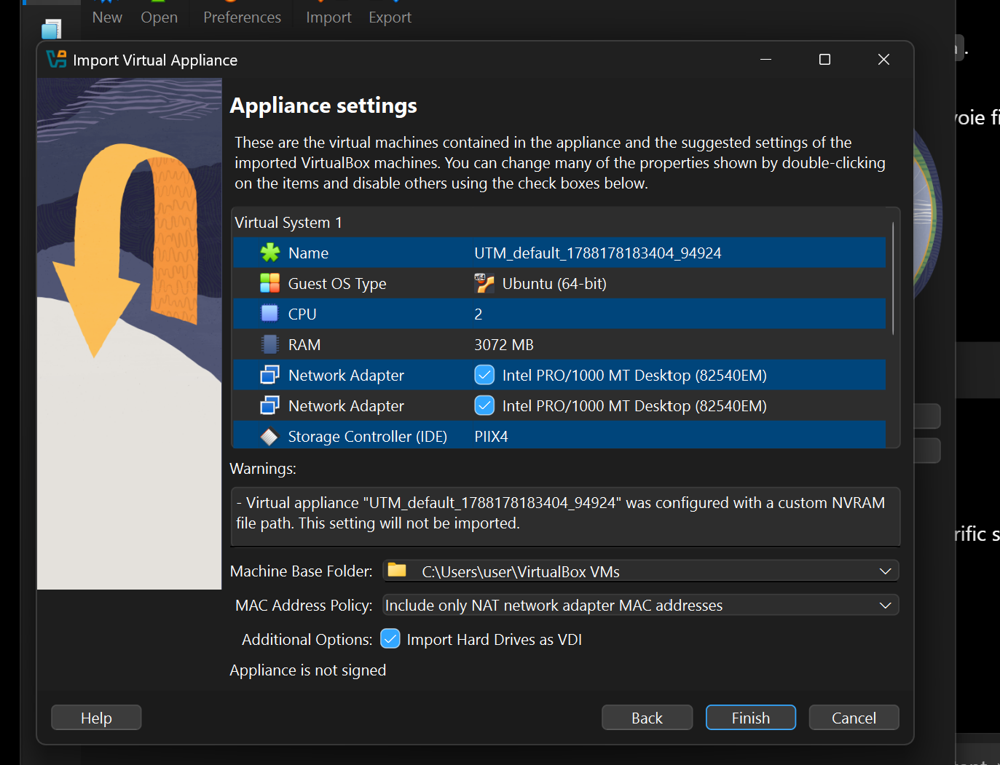 New Open Preferences Import Export
Import Virtual Appliance
Appliance settings
These are the virtual machines contained in the appliance and the suggested settings of the
imported VirtualBox machines. You can change many of the properties shown by double-clicking
on the items and disable others using the check boxes below.
Virtual System 1
Name UTM_default_1788178183404_94924
Guest OS Type Ubuntu (64-bit)
CPU 2
RAM 3072 MB
Network Adapter Intel PRO/1000 MT Desktop (82540EM)
Network Adapter Intel PRO/1000 MT Desktop (82540EM)
Storage Controller (IDE) PIIX4
Warnings:
- Virtual appliance "UTM_default_1788178183404_94924" was configured with a custom NVRAM
file path. This setting will not be imported.
Machine Base Folder: C:\Users\user\VirtualBox VMs
MAC Address Policy: Include only NAT network adapter MAC addresses
Additional Options: Import Hard Drives as VDI
Appliance is not signed
Help Back Finish Cancel